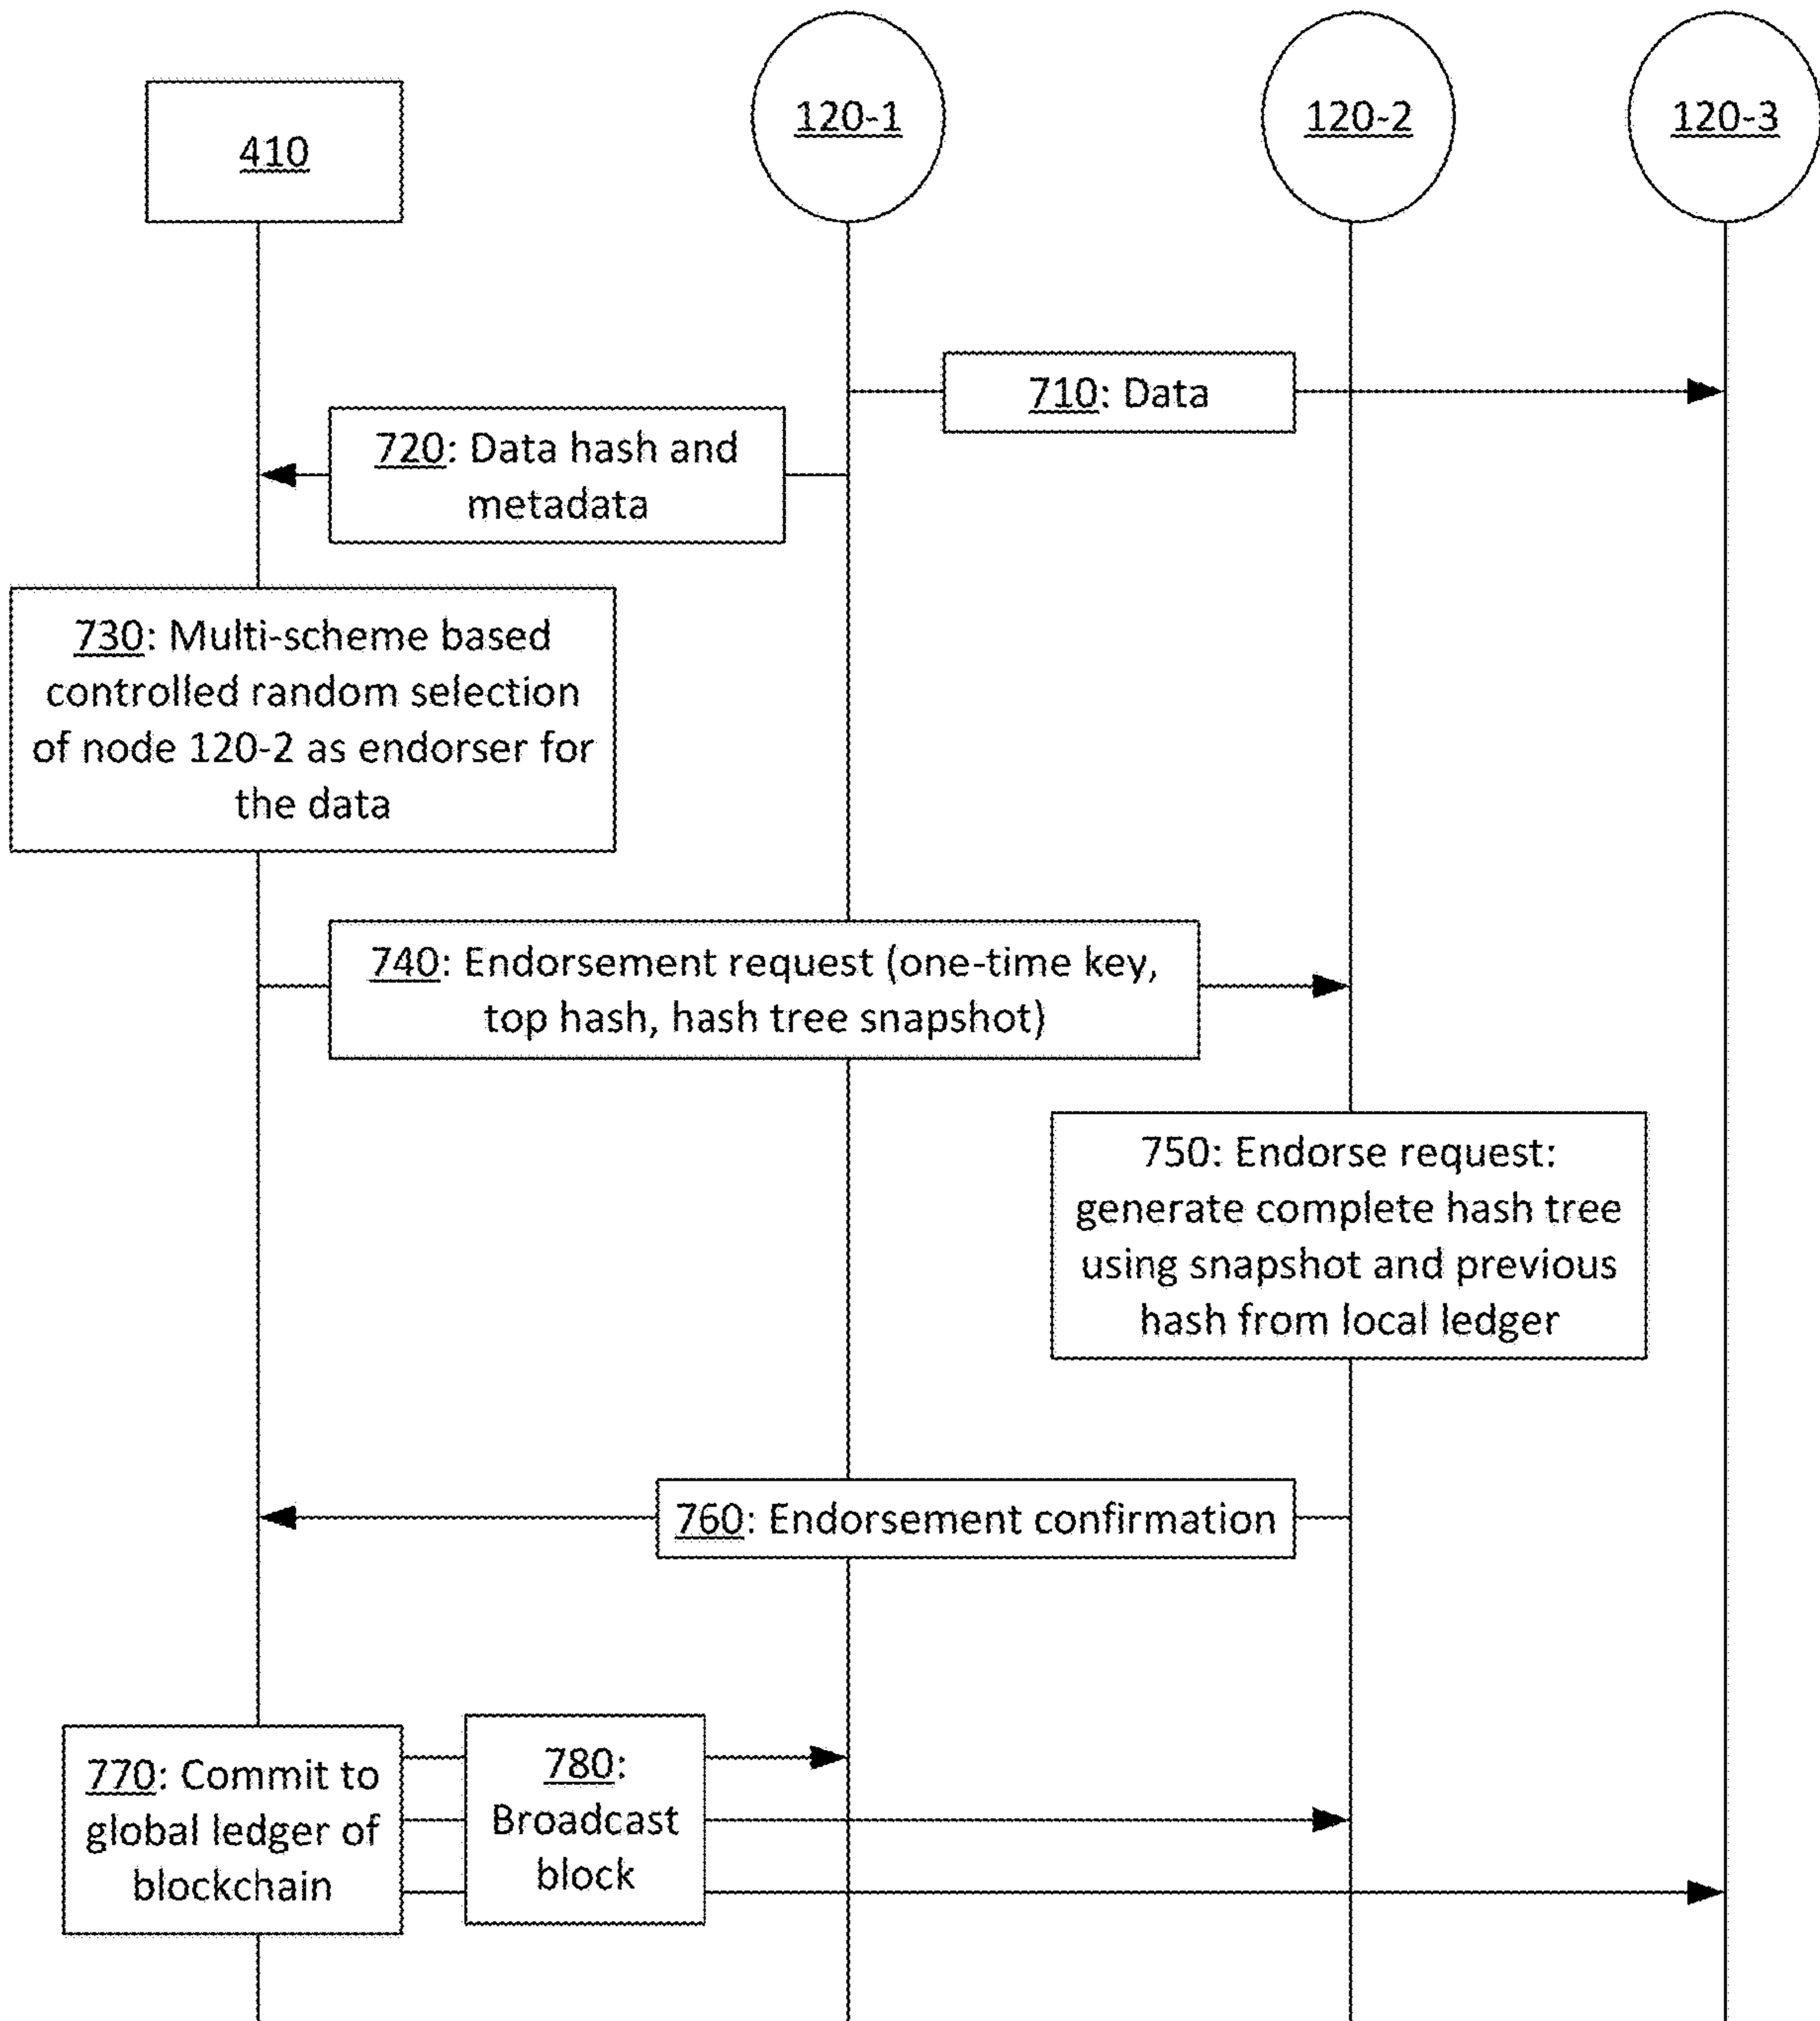 410
120-1
120-2
120-3
710: Data
720: Data hash and
metadata
730: Multi-scheme based
controlled random selection
of node 120-2 as endorser for
the data
740: Endorsement request (one-time key,
top hash, hash tree snapshot)
750: Endorse request:
generate complete hash tree
using snapshot and previous
hash from local ledger
760: Endorsement confirmation
770: Commit to
global ledger of
blockchain
780:
Broadcast
block